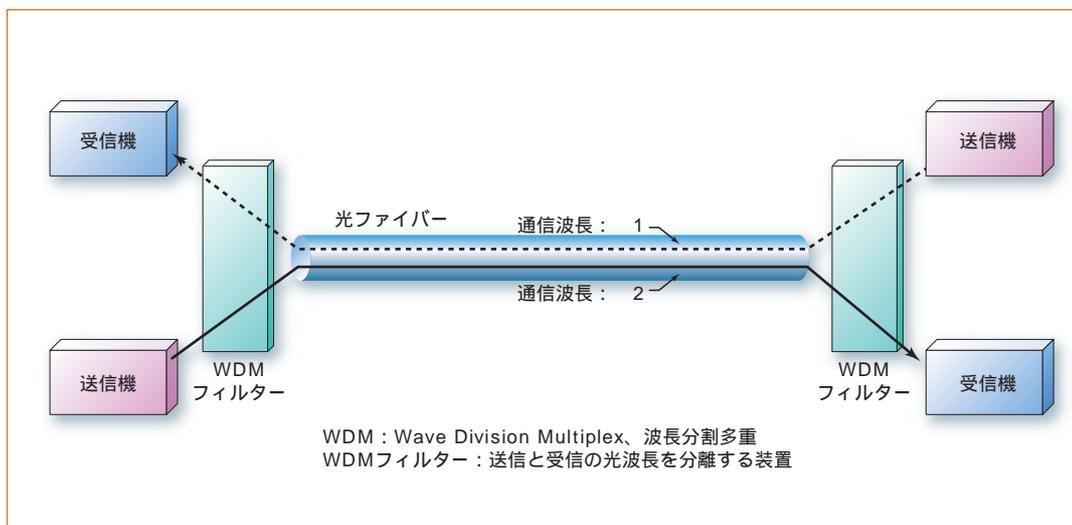 受信機
送信機
光ファイバー
通信波長： 1
通信波長： 2
送信機
WDM
フィルター
WDM
フィルター
受信機
WDM：Wave Division Multiplex、波長分割多重
WDMフィルター：送信と受信の光波長を分離する装置